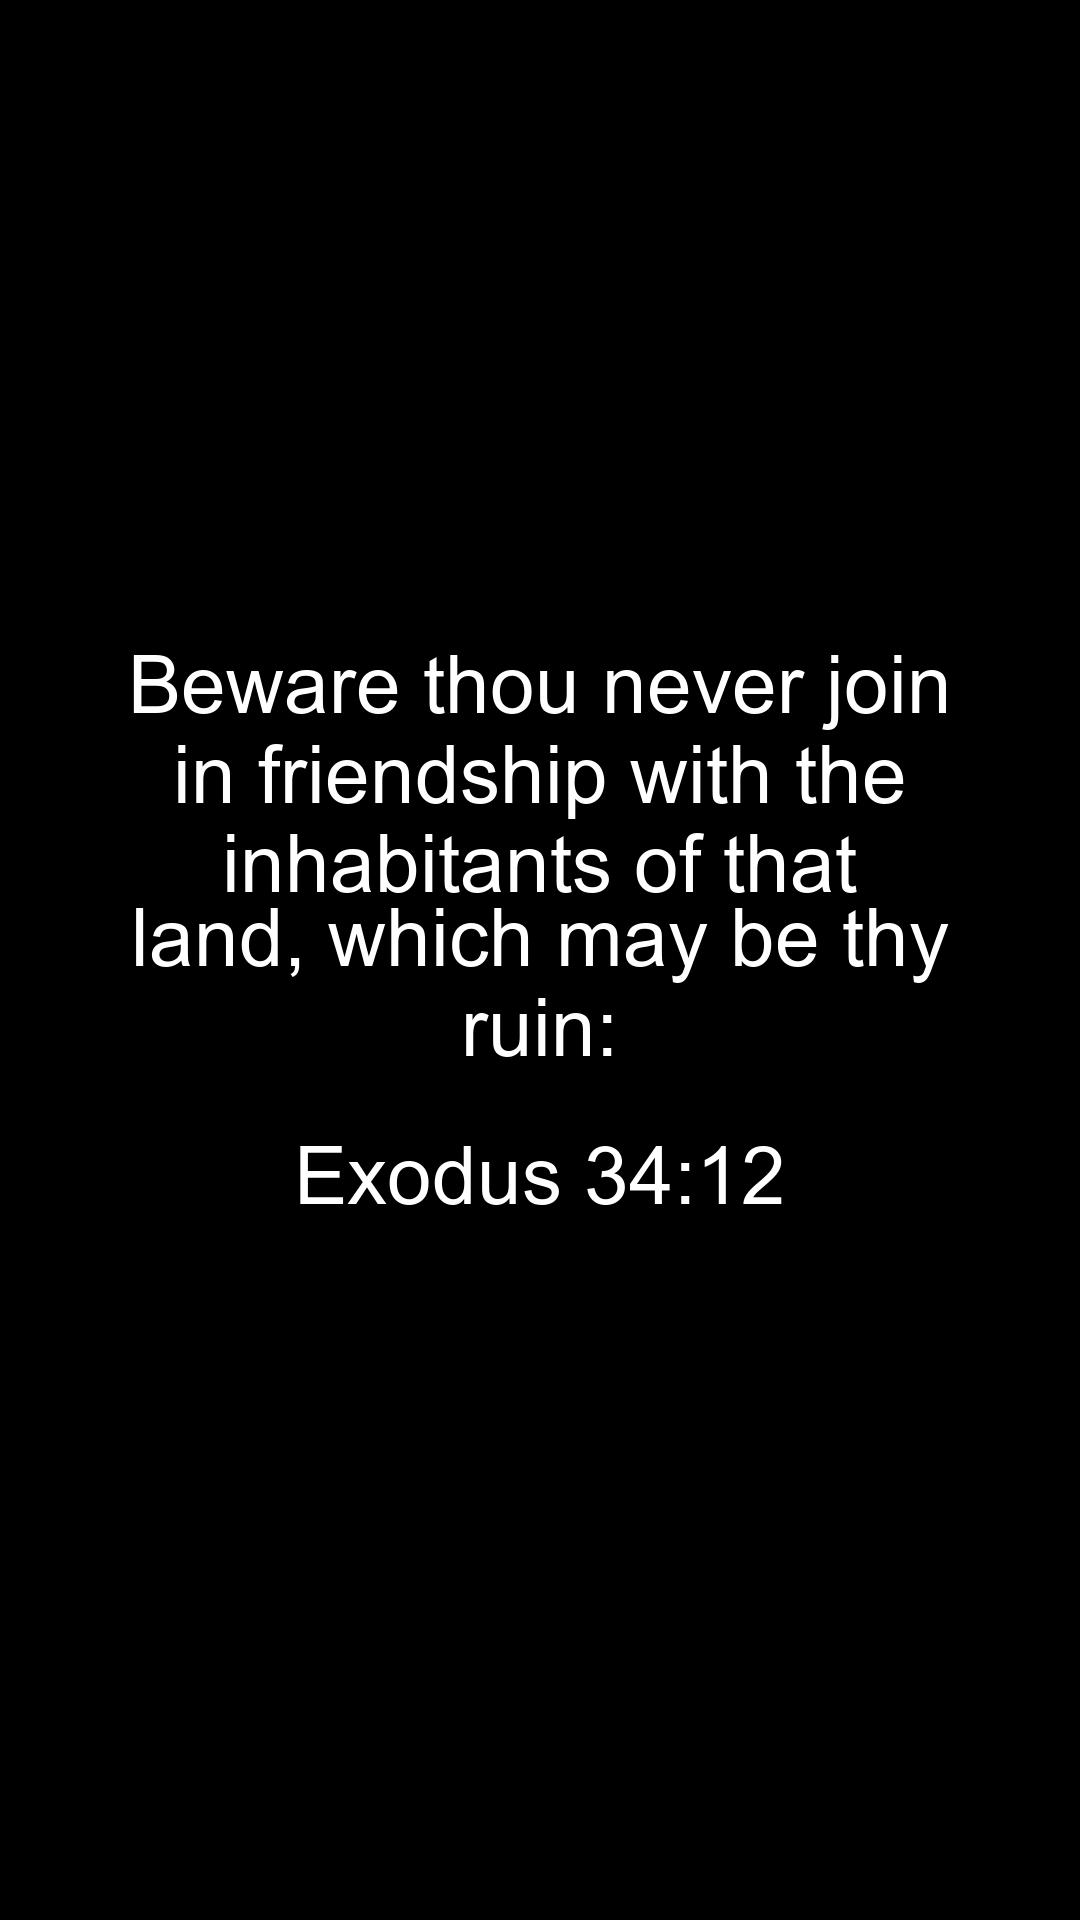 Beware thou never join
in friendship with the
inhabitants of that
land, which may be thy
ruin:
Exodus 34:12